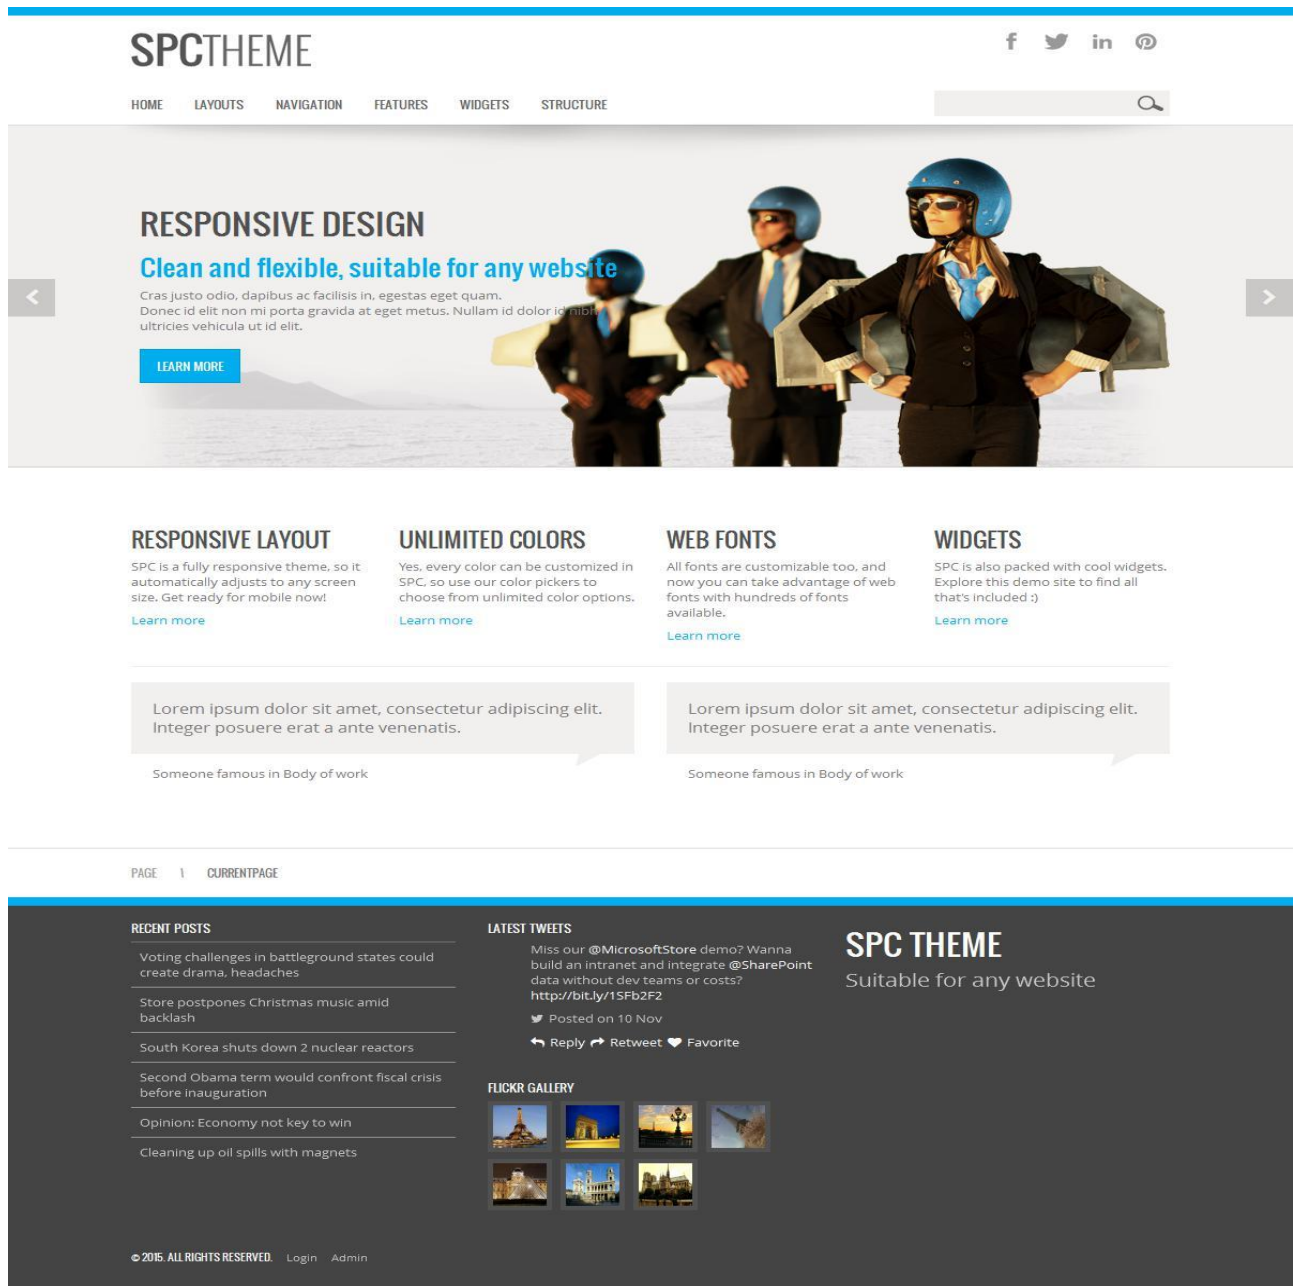 SPCTHEME
HOME LAYOUTS NAVIGATION FEATURES WIDGETS STRUCTURE
RESPONSIVE DESIGN
Clean and flexible, suitable for any website
Cras justo odio, dapibus ac facilisis in, egestas eget quam.
Donec id elit non mi porta gravida at eget metus. Nullam id dolor id nibh
ultricies vehicula ut id elit.
LEARN MORE
RESPONSIVE LAYOUT
SPC is a fully responsive theme, so it
automatically adjusts to any screen
size. Get ready for mobile now!
Learn more
UNLIMITED COLORS
Yes, every color can be customized in
SPC, so use our color pickers to
choose from unlimited color options.
Learn more
WEB FONTS
All fonts are customizable too, and
now you can take advantage of web
fonts with hundreds of fonts
available.
Learn more
WIDGETS
SPC is also packed with cool widgets.
Explore this demo site to find all
that's included :)
Learn more
Lorem ipsum dolor sit amet, consectetur adipiscing elit.
Integer posuere erat a ante venenatis.
Someone famous in Body of work
Lorem ipsum dolor sit amet, consectetur adipiscing elit.
Integer posuere erat a ante venenatis.
Someone famous in Body of work
PAGE \ CURRENTPAGE
RECENT POSTS
Voting challenges in battleground states could
create drama, headaches
Store postpones Christmas music amid
backlash
South Korea shuts down 2 nuclear reactors
Second Obama term would confront fiscal crisis
before inauguration
Opinion: Economy not key to win
Cleaning up oil spills with magnets
LATEST TWEETS
Miss our @MicrosoftStore demo? Wanna
build an intranet and integrate @SharePoint
data without dev teams or costs?
http://bit.ly/1SFb2F2
Posted on 10 Nov
Reply Retweet Favorite
FLICKR GALLERY
SPC THEME
Suitable for any website
© 2015. ALL RIGHTS RESERVED. Login Admin